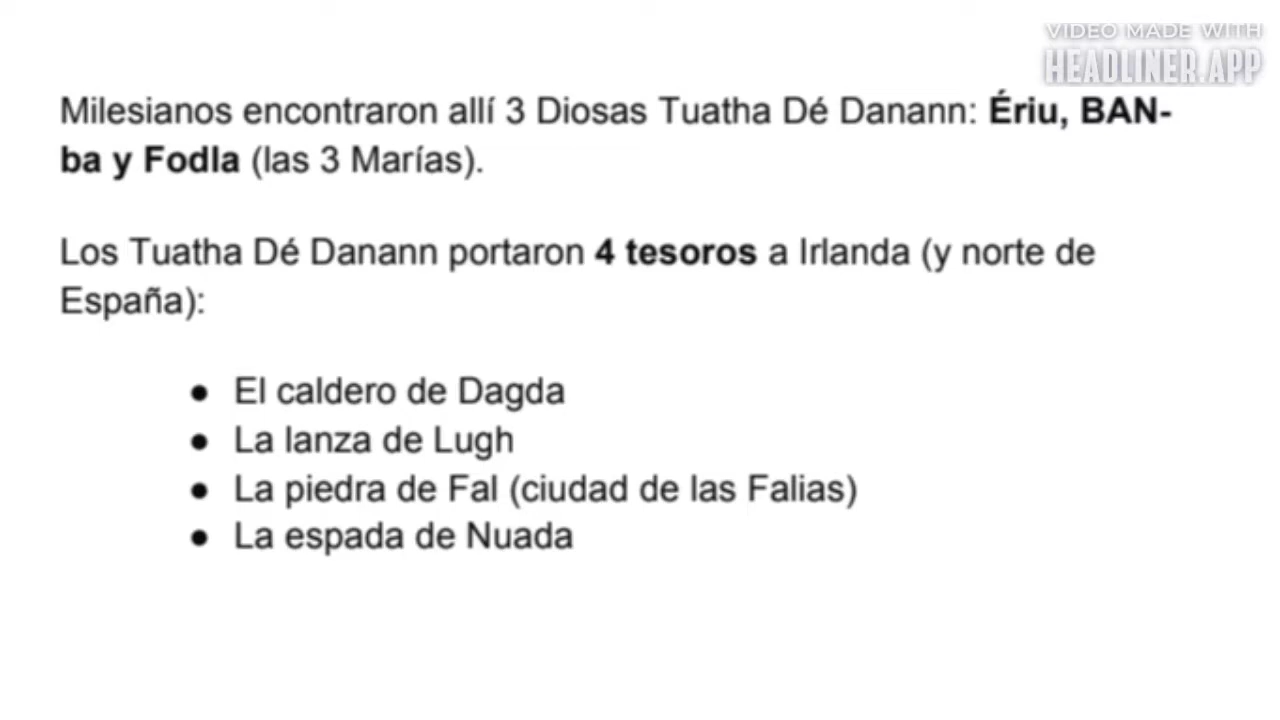 VIDEO MADE WITH
HEADLINER.APP
Milesianos encontraron allí 3 Diosas Tuatha Dé Danann: Ériu, BAN-
ba y Fodla (las 3 Marías).
Los Tuatha Dé Danann portaron 4 tesoros a Irlanda (y norte de
España):
● El caldero de Dagda
● La lanza de Lugh
● La piedra de Fal (ciudad de las Falias)
● La espada de Nuada